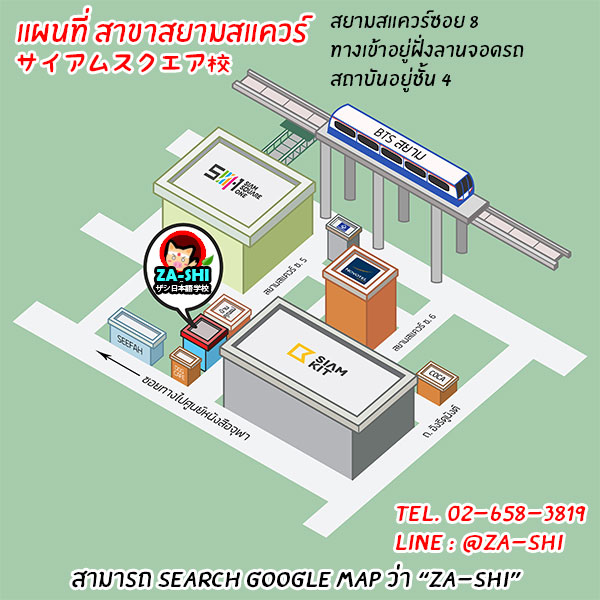 แผนที่ สาขาสยามสแควร์
サイアムスクエア校
สยามสแควร์ซอย 8
ทางเข้าอยู่ฝั่งลานจอดรถ
สถาบันอยู่ชั้น 4
BTS สยาม
SIAM
SQUARE
ONE
ZA-SHI
ザシ日本語学校
สยามสแควร์ ซ. 5
NOVOTEL
สยามสแควร์ ซ. 6
SEEFAH
SIAM
KIT
COCA
ซอยทางไปศูนย์หนังสือจุฬา
ถ. อังรีดูนังต์
TEL. 02-658-3819
LINE : @ZA-SHI
สามารถ SEARCH GOOGLE MAP ว่า “ZA-SHI”